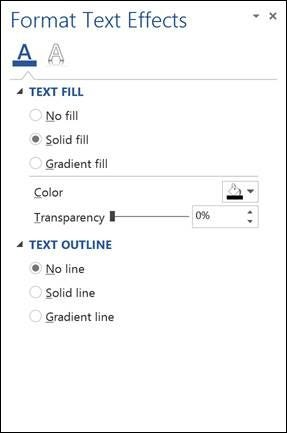 Format Text Effects
A A
TEXT FILL
No fill
Solid fill
Gradient fill
Color
Transparency 0%
TEXT OUTLINE
No line
Solid line
Gradient line